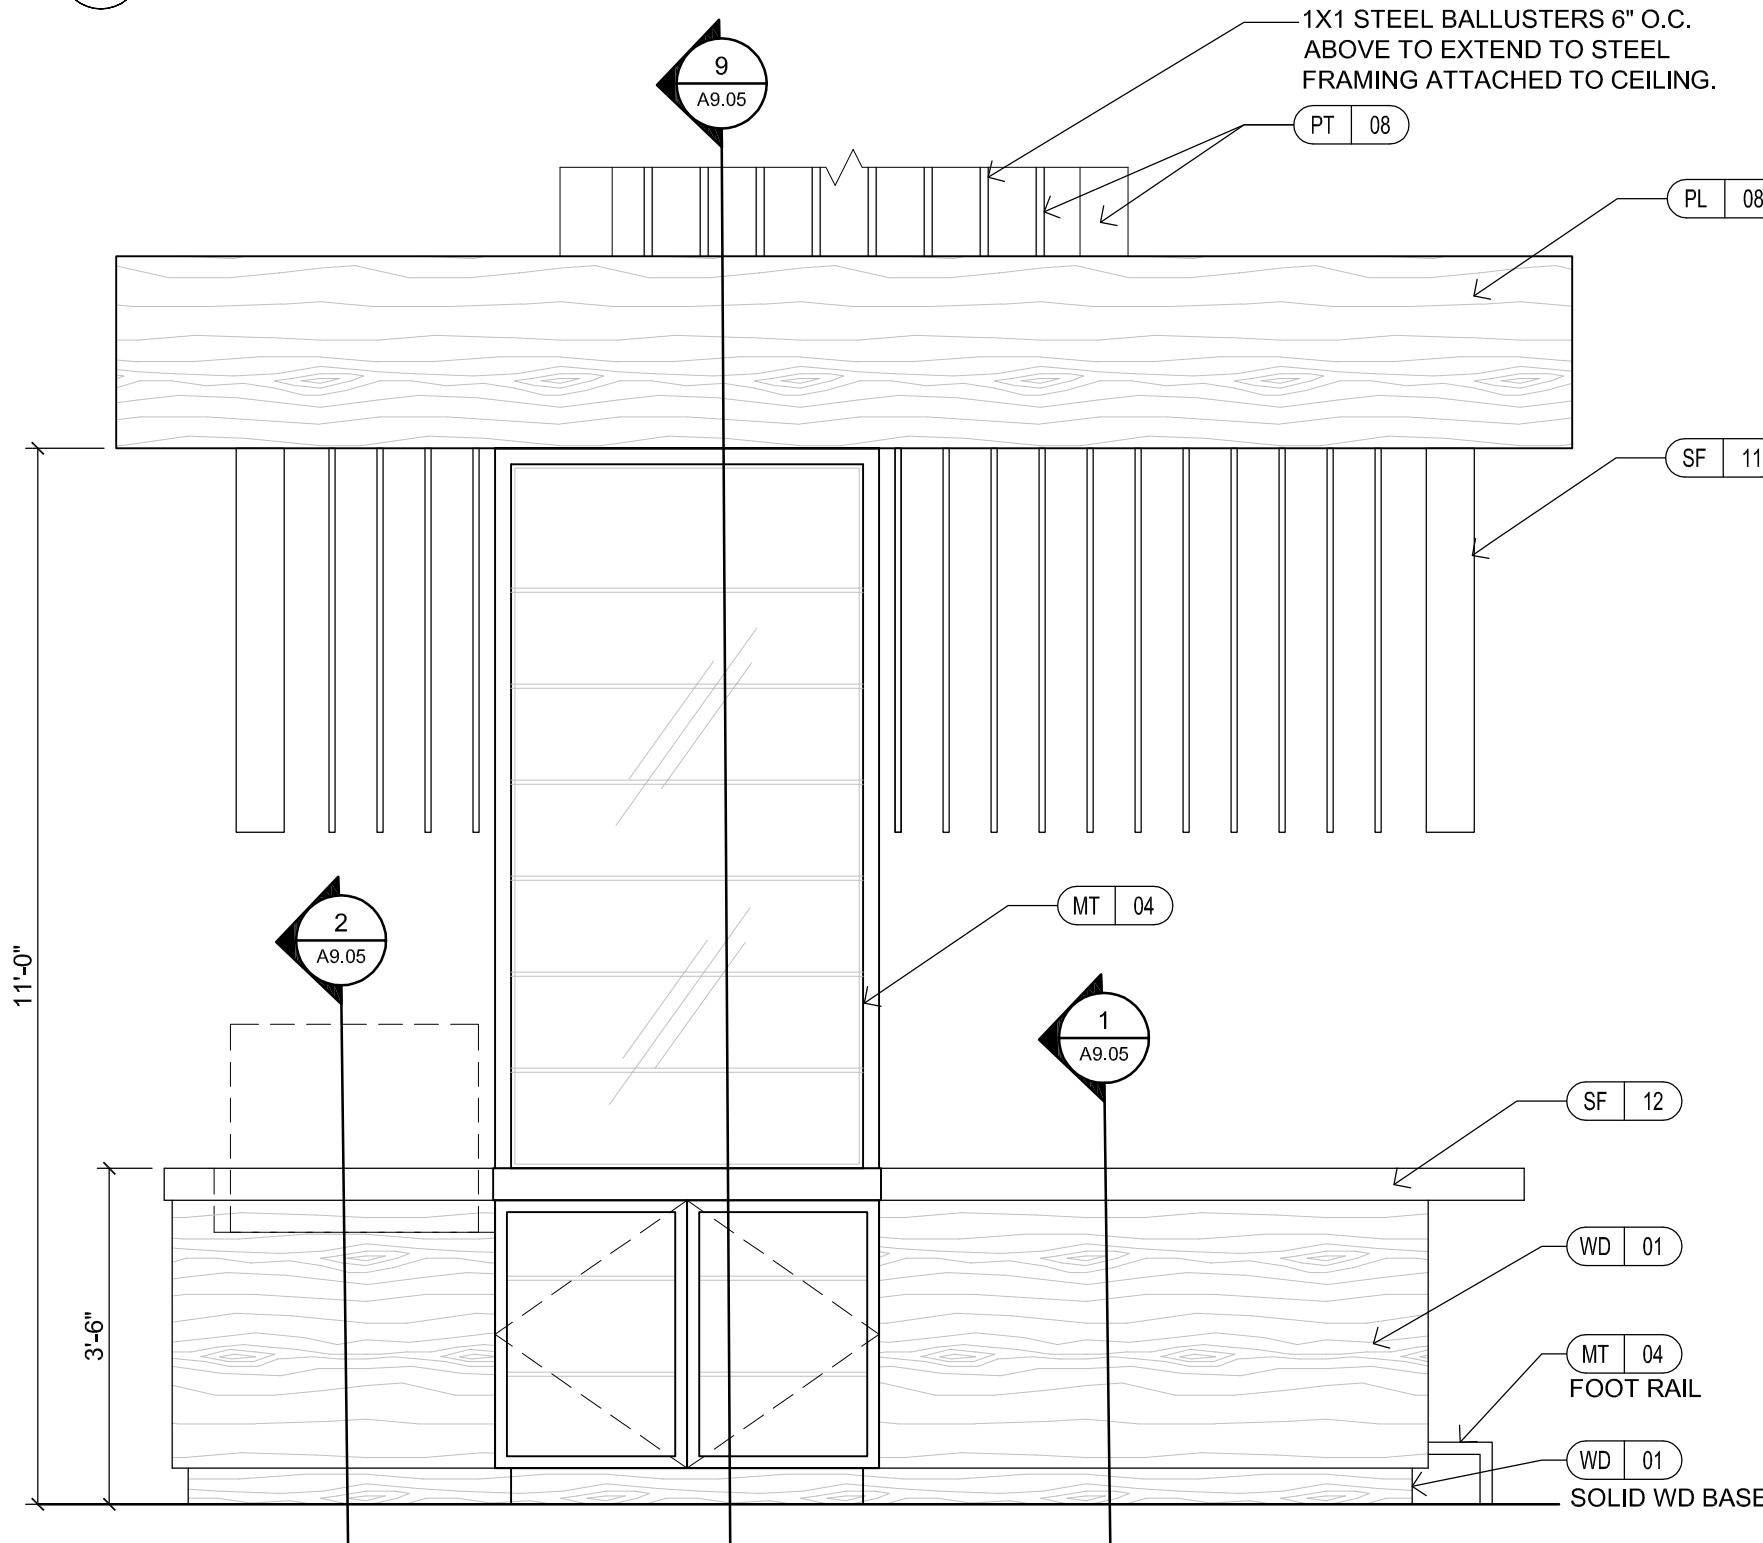 1X1 STEEL BALLUSTERS 6" O.C.
ABOVE TO EXTEND TO STEEL
FRAMING ATTACHED TO CEILING.
9
A9.05
PT 08
PL 08
SF 11
MT 04
2
A9.05
11'-0"
1
A9.05
SF 12
WD 01
3'-6"
MT 04
FOOT RAIL
WD 01
SOLID WD BASE